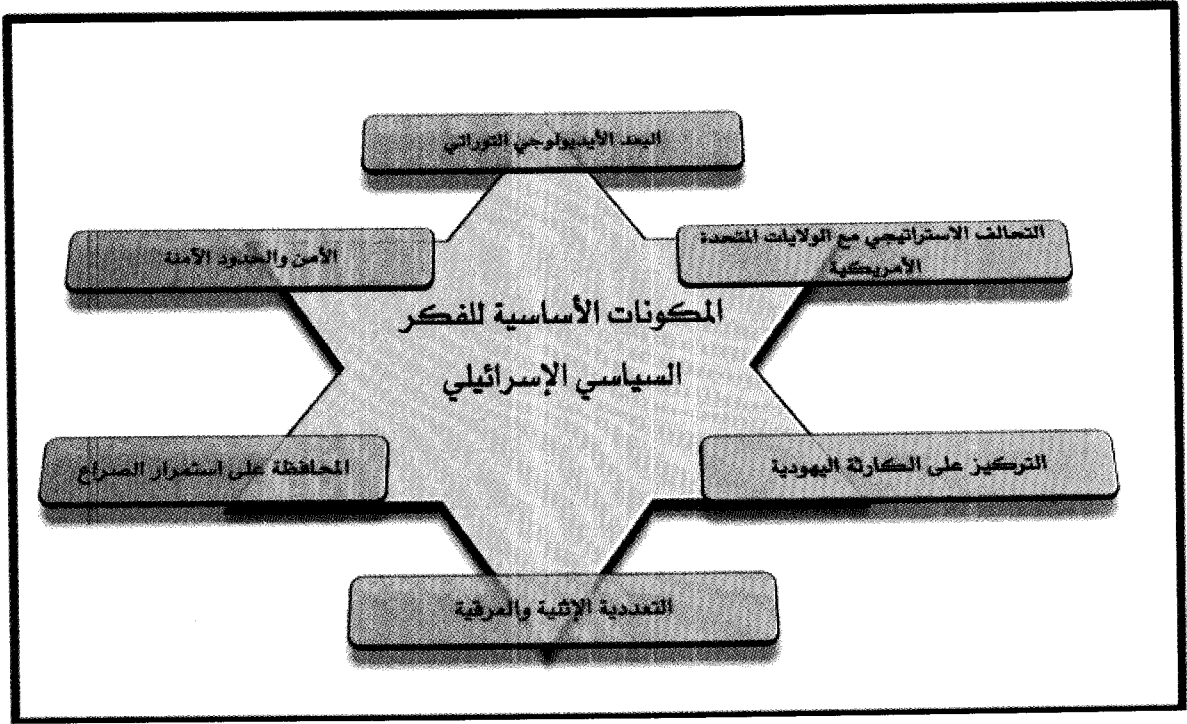 البعد الأيديولوجي التوراتي
التحالف الاستراتيجي مع الولايات المتحدة
الأمريكية
الأمن والحدود الآمنة
المكونات الأساسية للفكر
السياسي الإسرائيلي
التركيز على الكارثة اليهودية
المحافظة على استمرار الصراع
التعددية الإثنية والعرقية